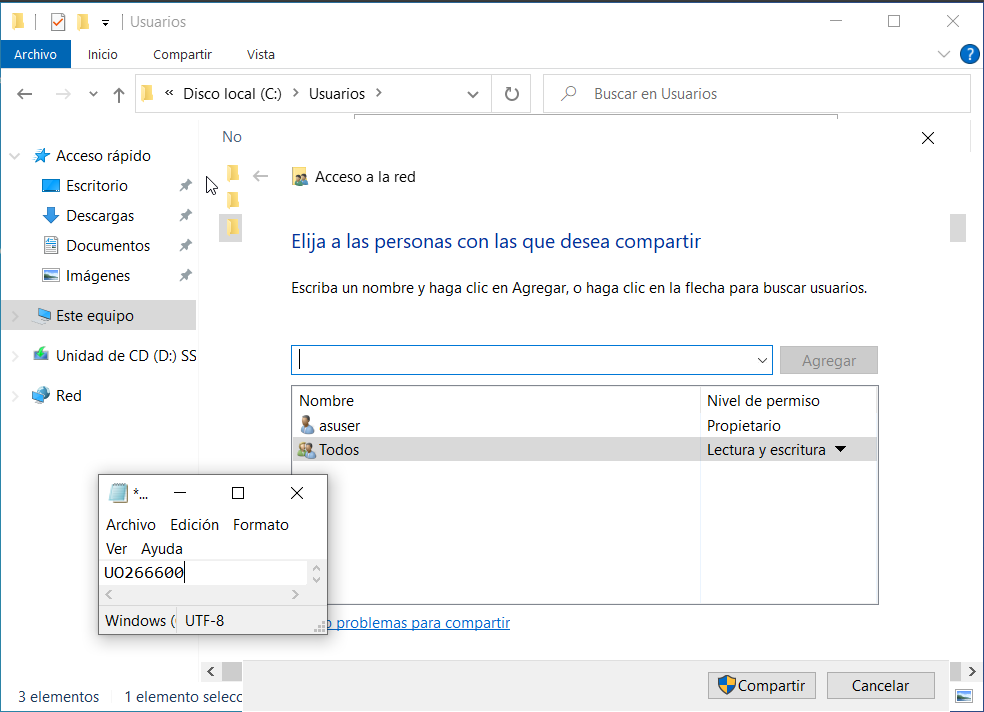 Usuarios
Archivo Inicio Compartir Vista
?
« Disco local (C:) > Usuarios >
Buscar en Usuarios
No
Acceso rápido
Escritorio
Descargas
Documentos
Imágenes
Este equipo
Unidad de CD (D:) SS
Red
Acceso a la red
Elija a las personas con las que desea compartir
Escriba un nombre y haga clic en Agregar, o haga clic en la flecha para buscar usuarios.
Agregar
Nombre Nivel de permiso
asuser Propietario
Todos Lectura y escritura
*...
Archivo Edición Formato
Ver Ayuda
UO266600
Windows ( UTF-8
problemas para compartir
Compartir Cancelar
3 elementos 1 elemento selecc